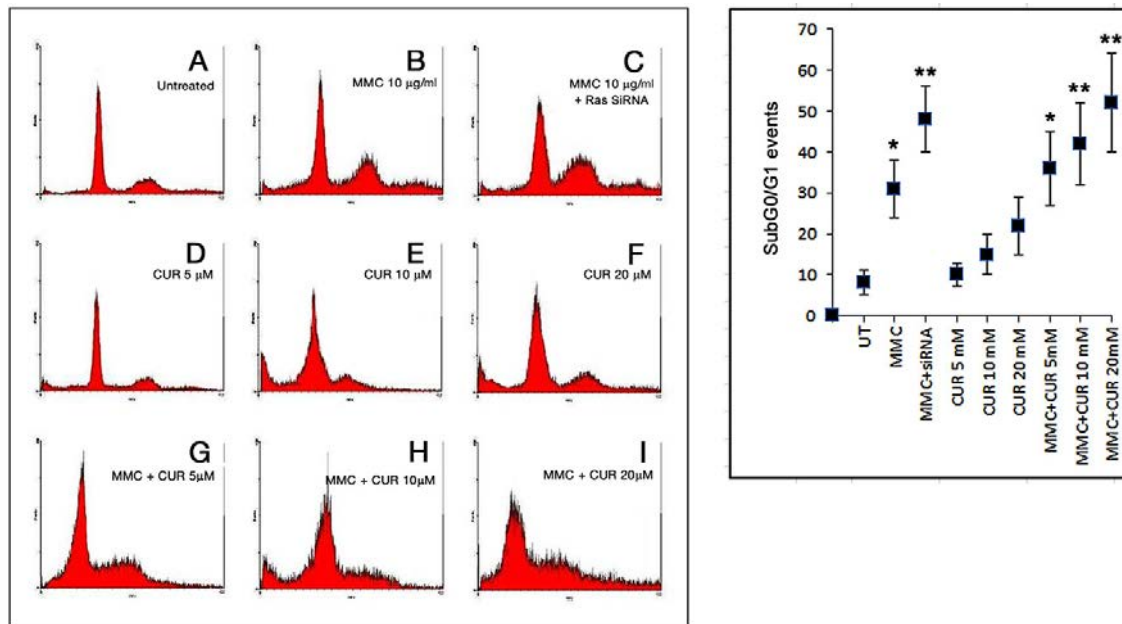 A
Untreated
B
MMC 10 µg/ml
C
MMC 10 µg/ml
+ Ras SiRNA
D
CUR 5 µM
E
CUR 10 µM
F
CUR 20 µM
G
MMC + CUR 5µM
H
MMC + CUR 10µM
I
MMC + CUR 20µM
SubG0/G1 events
70
60
50
40
30
20
10
0
*
**
*
**
**
UT
MMC
MMC+siRNA
CUR 5 mM
CUR 10 mM
CUR 20 mM
MMC+CUR 5mM
MMC+CUR 10 mM
MMC+CUR 20mM